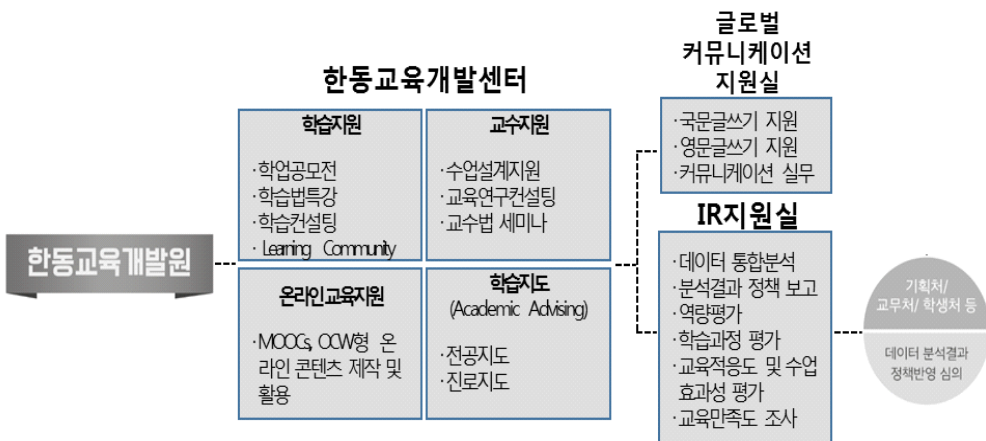 한동교육개발원
한동교육개발센터
학습지원
·학업공모전
·학습법특강
·학습컨설팅
· Learning Community
교수지원
·수업설계지원
·교육연구컨설팅
·교수법 세미나
온라인 교육지원
·MOOCs, OCW형 온
라인 콘텐츠 제작 및
활용
학습지도
(Academic Advising)
·전공지도
·진로지도
글로벌
커뮤니케이션
지원실
·국문글쓰기 지원
·영문글쓰기 지원
·커뮤니케이션 실무
IR지원실
·데이터 통합분석
·분석결과 정책 보고
·역량평가
·학습과정 평가
·교육적응도 및 수업
효과성 평가
·교육만족도 조사
기획처/
교무처/ 학생처 등
데이터 분석결과
정책반영 심의